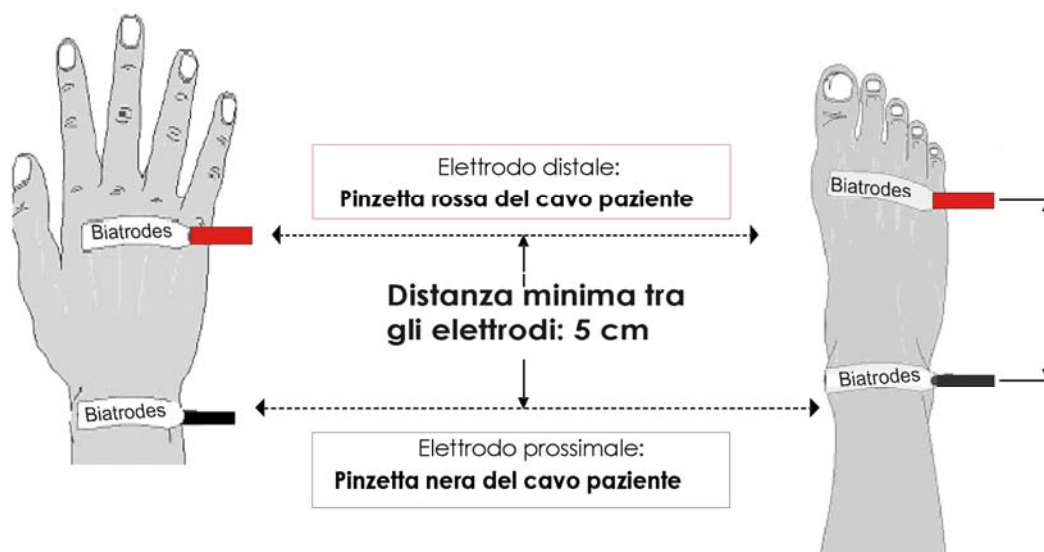 Elettrodo distale:
Pinzetta rossa del cavo paziente
Biatrodes
Biatrodes
Distanza minima tra
gli elettrodi: 5 cm
Biatrodes
Biatrodes
Elettrodo prossimale:
Pinzetta nera del cavo paziente